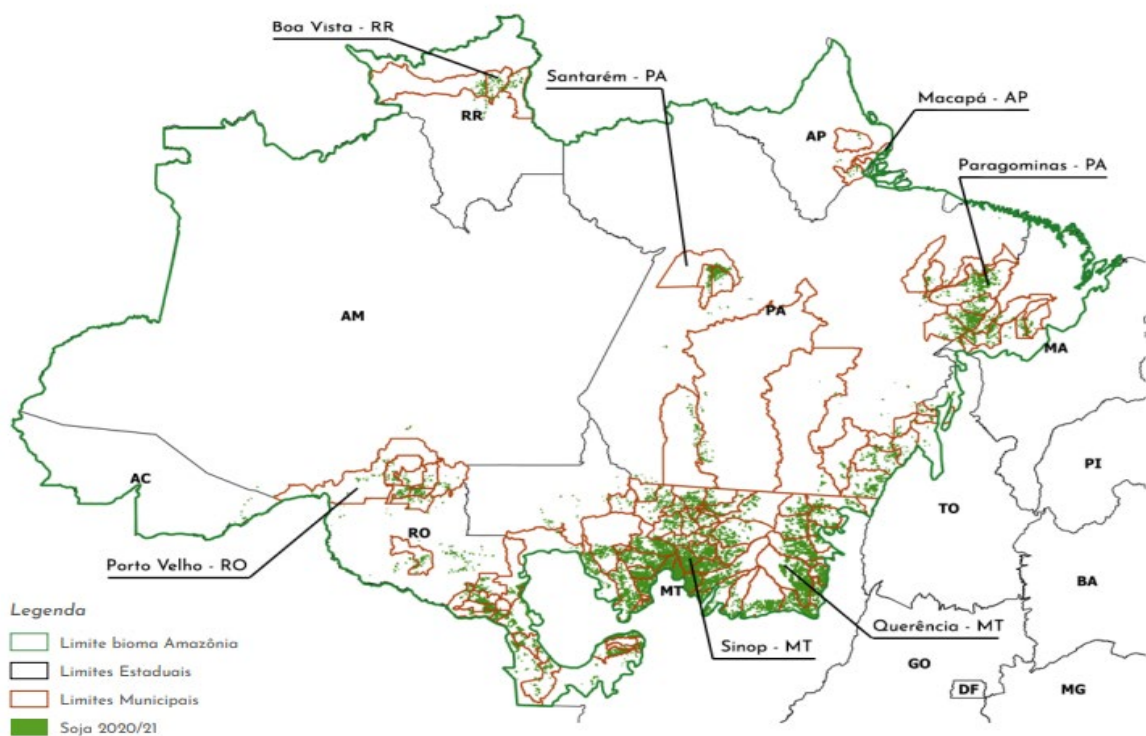 Boa Vista - RR
Santarém - PA
Macapá - AP
RR
AP
Paragominas - PA
AM
PA
MA
AC
PI
TO
RO
Porto Velho - RO
MT
BA
Querência - MT
Sinop - MT
GO
DF
MG
Legenda
Limite bioma Amazônia
Limites Estaduais
Limites Municipais
Soja 2020/21